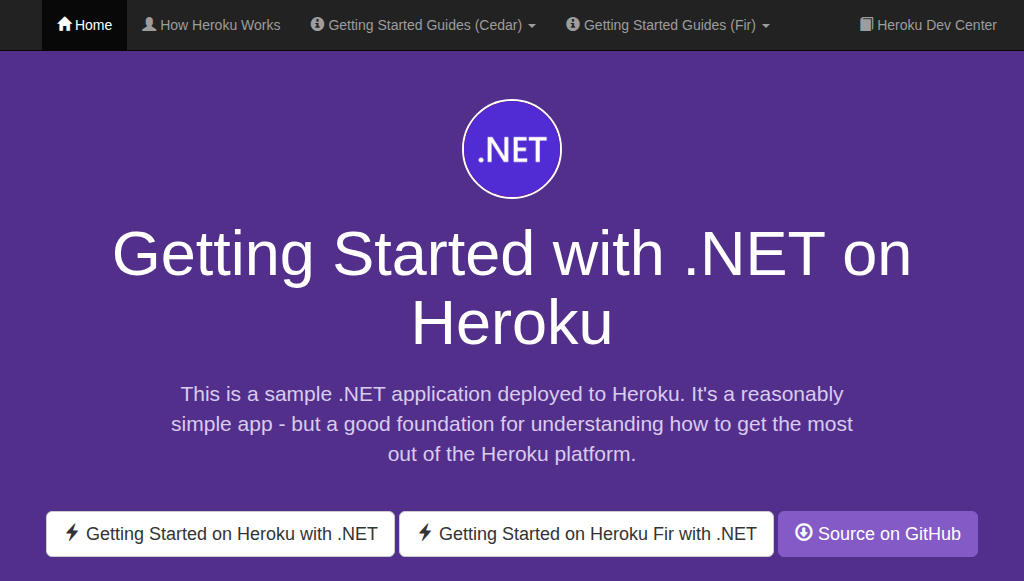 Home How Heroku Works Getting Started Guides (Cedar) Getting Started Guides (Fir) Heroku Dev Center
.NET
Getting Started with .NET on
Heroku
This is a sample .NET application deployed to Heroku. It's a reasonably
simple app - but a good foundation for understanding how to get the most
out of the Heroku platform.
Getting Started on Heroku with .NET Getting Started on Heroku Fir with .NET Source on GitHub